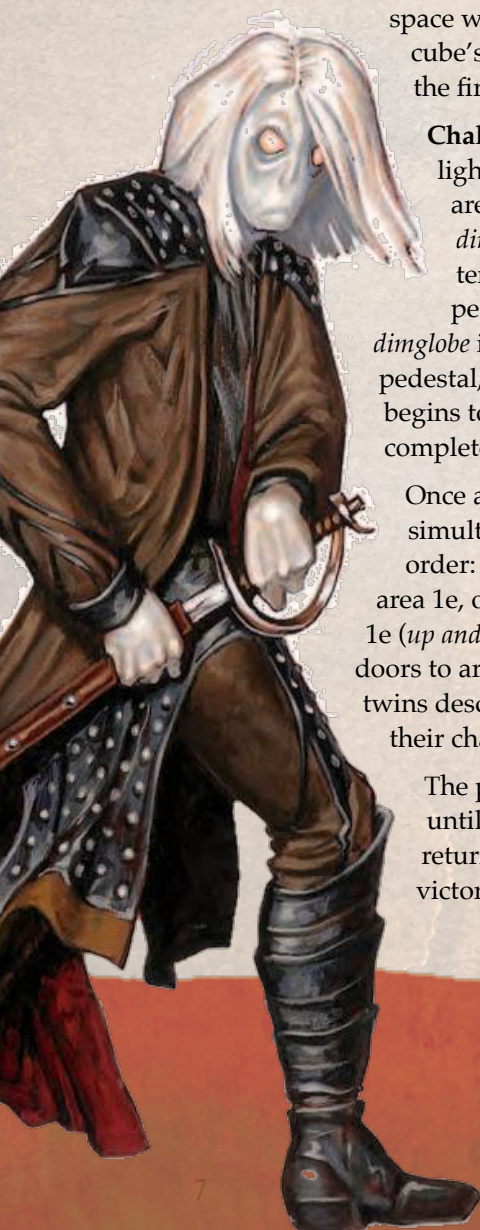 space w
cube's
the fir
Chal
ligh
are
di
ter
pe
dimglobe i
pedestal,
begins to
complete
Once a
simult
order:
area 1e, o
1e (up and
doors to ar
twins desc
their cha
The p
until
retur
victor
7